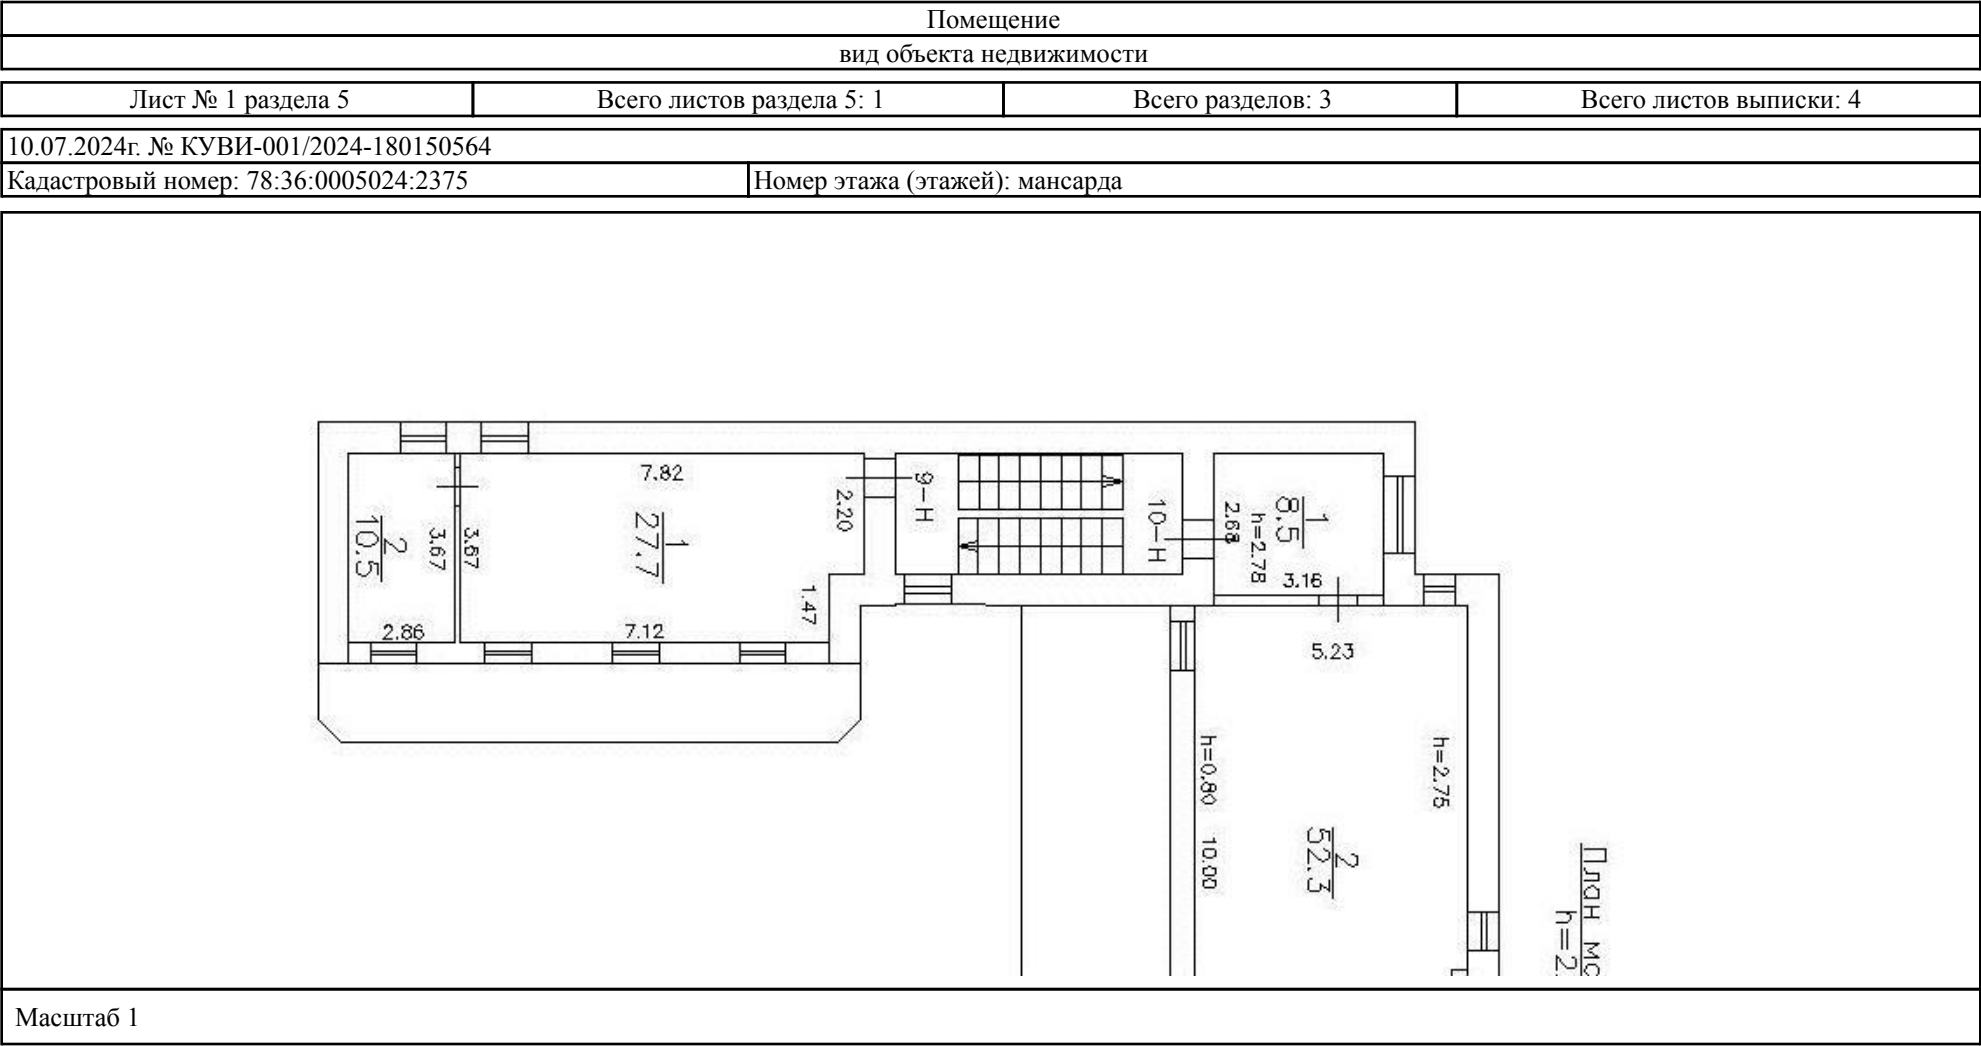 Помещение
вид объекта недвижимости
Лист № 1 раздела 5
Всего листов раздела 5: 1
Всего разделов: 3
Всего листов выписки: 4
10.07.2024г. № КУВИ-001/2024-180150564
Кадастровый номер: 78:36:0005024:2375
Номер этажа (этажей): мансарда
7.82
2.20
9-Н
10-Н
2.68
h=2.78
1
8.5
3.16
2
10.5
3.67
3.67
1
27.7
1.47
2.86
7.12
5.23
h=0.80
10.00
h=2.75
2
52.3
План
h=2
Масштаб 1